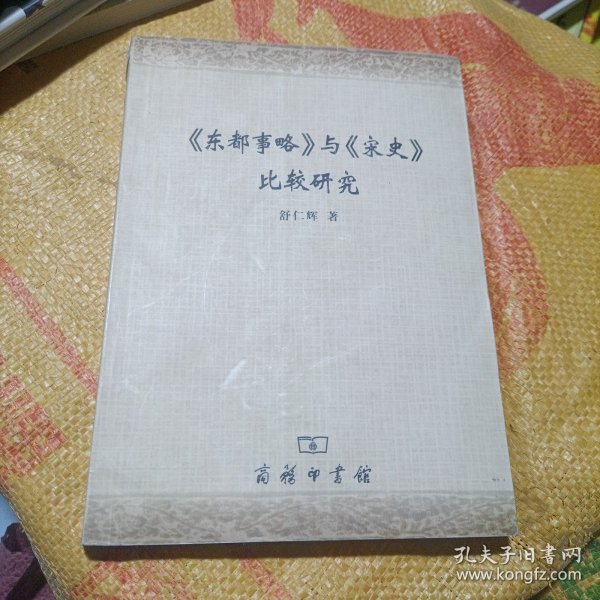 《东都事略》与《宋史》
比较研究
舒仁辉 著
商務印書館
孔夫子旧書网
www.kongfz.com